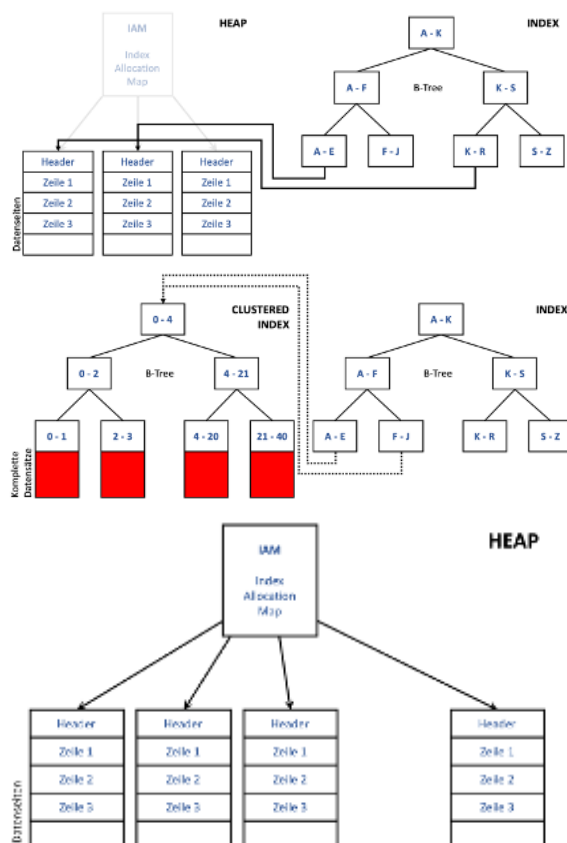 IAM
Index
Allocation
Map
HEAP
Header
Zeile 1
Zeile 2
Zeile 3
Header
Zeile 1
Zeile 2
Zeile 3
Header
Zeile 1
Zeile 2
Zeile 3
Datenseiten
INDEX
A - K
A - F
B-Tree
K - S
A - E
F - J
K - R
S - Z
CLUSTERED
INDEX
0 - 4
0 - 2
B-Tree
4 - 21
0 - 1
2 - 3
4 - 20
21 - 40
Komplette
Datensätze
INDEX
A - K
A - F
B-Tree
K - S
A - E
F - J
K - R
S - Z
HEAP
IAM
Index
Allocation
Map
Header
Zeile 1
Zeile 2
Zeile 3
Header
Zeile 1
Zeile 2
Zeile 3
Header
Zeile 1
Zeile 2
Zeile 3
Header
Zeile 1
Zeile 2
Zeile 3
Datenseiten